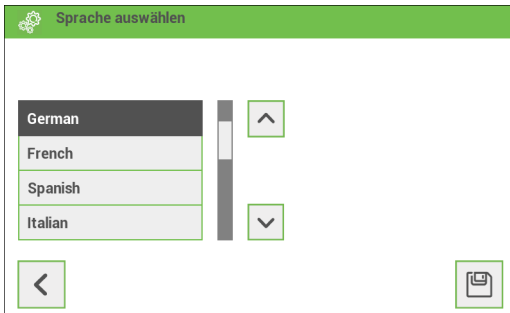 Sprache auswählen
German
French
Spanish
Italian